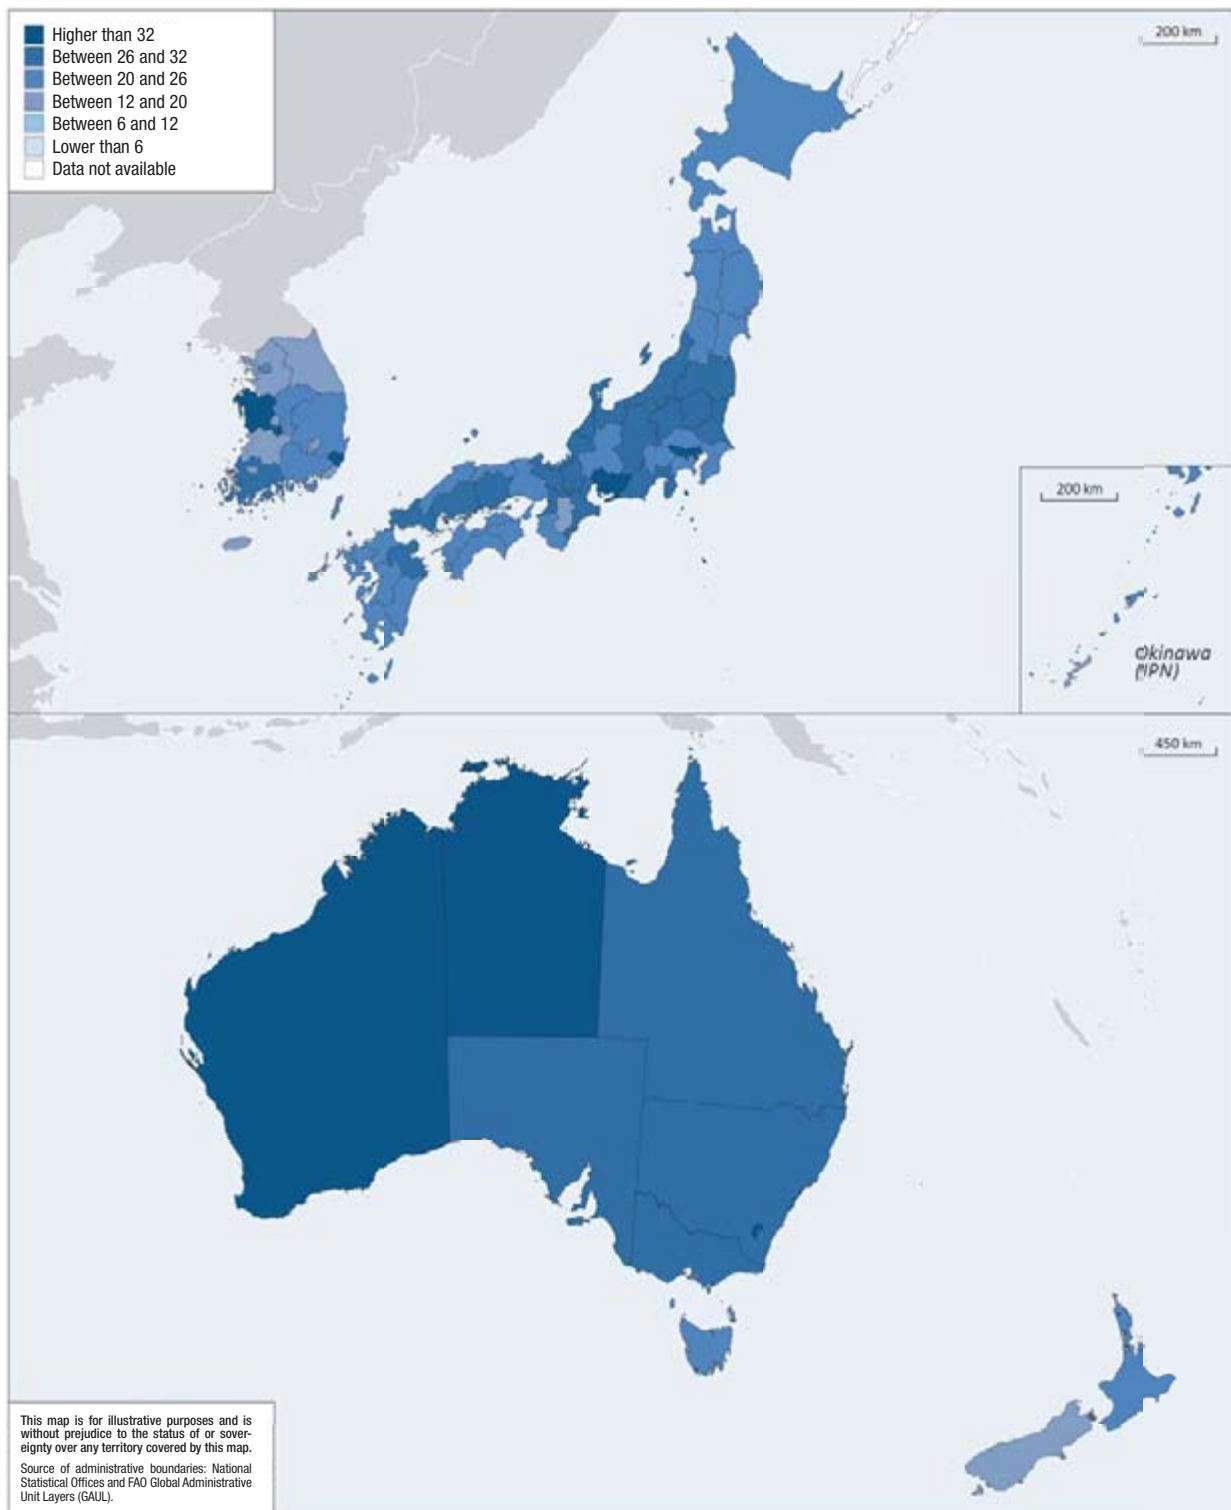 Higher than 32
Between 26 and 32
Between 20 and 26
Between 12 and 20
Between 6 and 12
Lower than 6
Data not available
200 km
200 km
Okinawa
(JPN)
450 km
This map is for illustrative purposes and is
without prejudice to the status of or sover-
eignty over any territory covered by this map.
Source of administrative boundaries: National
Statistical Offices and FAO Global Administrative
Unit Layers (GAUL).